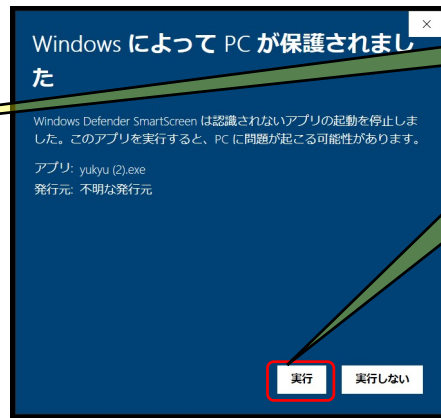 Windows によって PC が保護されまし
た
Windows Defender SmartScreen は認識されないアプリの起動を停止しま
した。このアプリを実行すると、PC に問題が起こる可能性があります。
アプリ: yukyu (2).exe
発行元: 不明な発行元
実行 実行しない